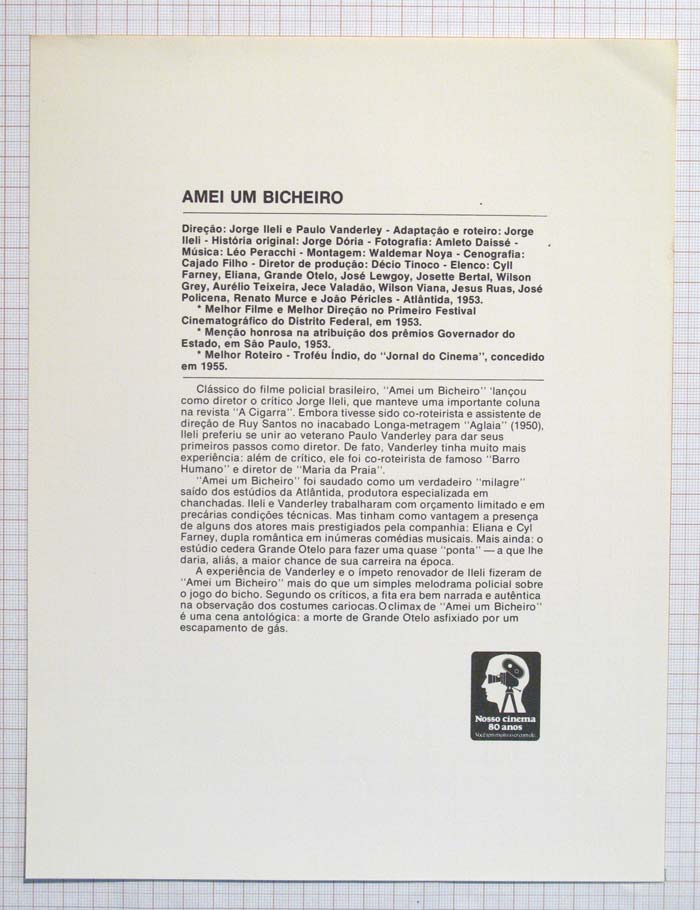 AMEI UM BICHEIRO
Direção: Jorge Ileli e Paulo Vanderley - Adaptação e roteiro: Jorge
Ileli - História original: Jorge Dória - Fotografia: Amleto Daissé -
Música: Léo Peracchi - Montagem: Waldemar Noya - Cenografia:
Cajado Filho - Diretor de produção: Décio Tinoco - Elenco: Cyll
Farney, Eliana, Grande Otelo, José Lewgoy, Josette Bertal, Wilson
Grey, Aurélio Teixeira, Jece Valadão, Wilson Viana, Jesus Ruas, José
Policena, Renato Murce e João Péricles - Atlântida, 1953.
* Melhor Filme e Melhor Direção no Primeiro Festival
Cinematográfico do Distrito Federal, em 1953.
* Menção honrosa na atribuição dos prêmios Governador do
Estado, em São Paulo, 1953.
* Melhor Roteiro - Troféu Índio, do "Jornal do Cinema", concedido
em 1955.
Clássico do filme policial brasileiro, "Amei um Bicheiro" 'lançou
como diretor o crítico Jorge Ileli, que manteve uma importante coluna
na revista "A Cigarra". Embora tivesse sido co-roteirista e assistente de
direção de Ruy Santos no inacabado Longa-metragem "Aglaia" (1950),
Ileli preferiu se unir ao veterano Paulo Vanderley para dar seus
primeiros passos como diretor. De fato, Vanderley tinha muito mais
experiência: além de crítico, ele foi co-roteirista de famoso "Barro
Humano" e diretor de "Maria da Praia".
"Amei um Bicheiro" foi saudado como um verdadeiro "milagre"
saído dos estúdios da Atlântida, produtora especializada em
chanchadas. Ileli e Vanderley trabalharam com orçamento limitado e em
precárias condições técnicas. Mas tinham como vantagem a presença
de alguns dos atores mais prestigiados pela companhia: Eliana e Cyl
Farney, dupla romântica em inúmeras comédias musicais. Mais ainda: o
estúdio cedera Grande Otelo para fazer uma quase "ponta" — a que lhe
daria, aliás, a maior chance de sua carreira na época.
A experiência de Vanderley e o ímpeto renovador de Ileli fizeram de
"Amei um Bicheiro" mais do que um simples melodrama policial sobre
o jogo do bicho. Segundo os críticos, a fita era bem narrada e autêntica
na observação dos costumes cariocas. O climax de "Amei um Bicheiro"
é uma cena antológica: a morte de Grande Otelo asfixiado por um
escapamento de gás.
Nosso cinema
80 anos
Você tem muito a ver com ele.